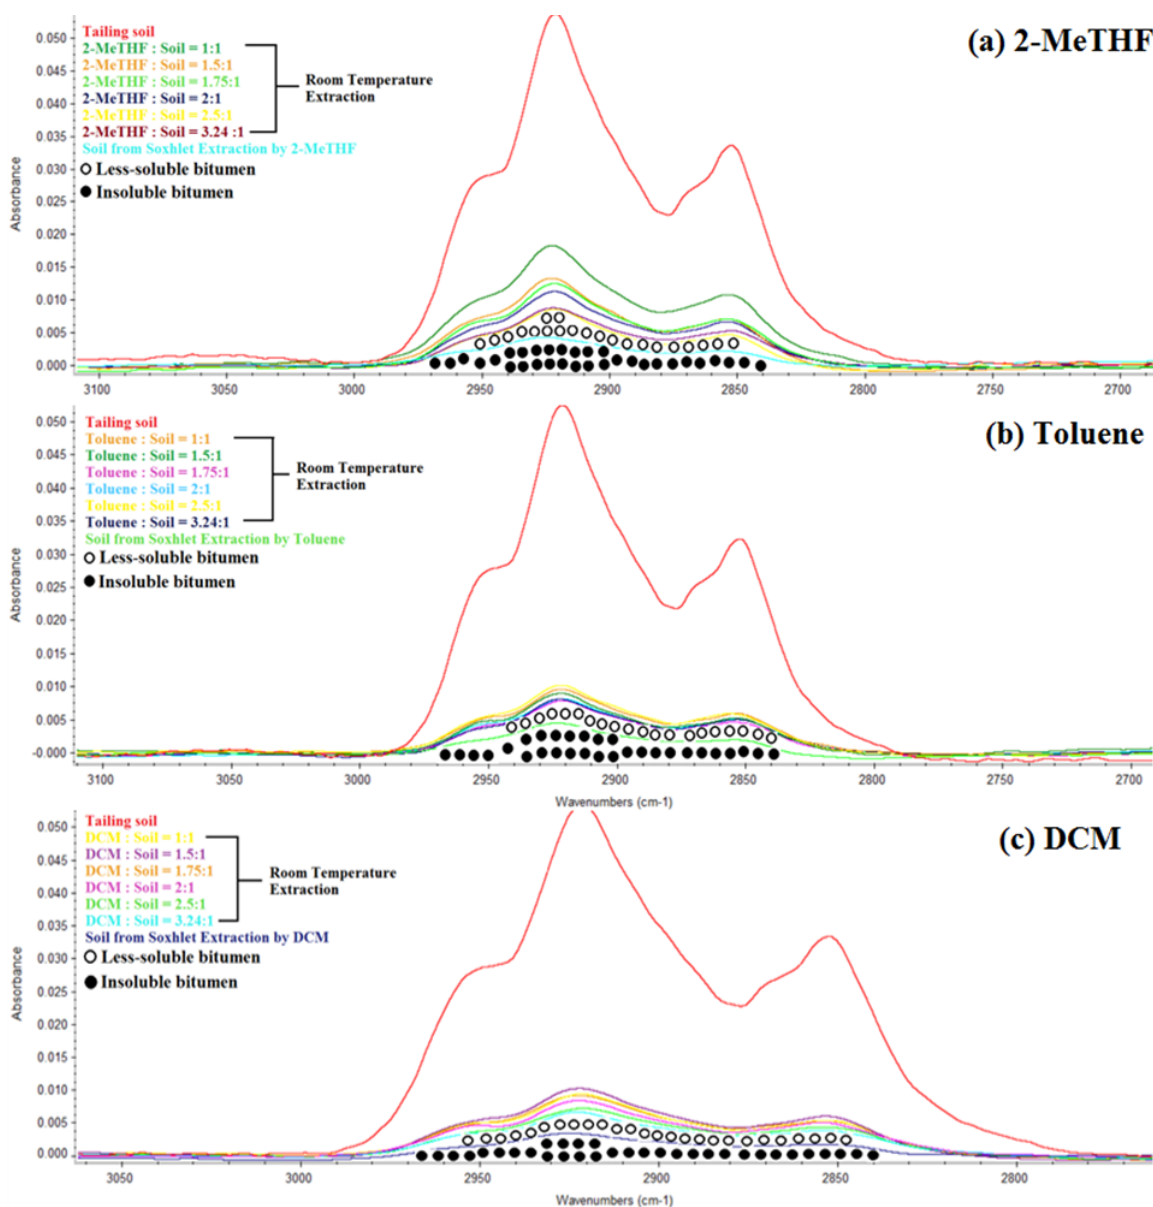 (a) 2-MeTHF
Tailing soil
2-MeTHF : Soil = 1:1
2-MeTHF : Soil = 1.5:1
2-MeTHF : Soil = 1.75:1
2-MeTHF : Soil = 2:1
2-MeTHF : Soil = 2.5:1
2-MeTHF : Soil = 3.24 :1
Room Temperature
Extraction
Soil from Soxhlet Extraction by 2-MeTHF
Less-soluble bitumen
Insoluble bitumen
Absorbance
0.050
0.045
0.040
0.035
0.030
0.025
0.020
0.015
0.010
0.005
0.000
3100 3050 3000 2950 2900 2850 2800 2750 2700
(b) Toluene
Tailing soil
Toluene : Soil = 1:1
Toluene : Soil = 1.5:1
Toluene : Soil = 1.75:1
Toluene : Soil = 2:1
Toluene : Soil = 2.5:1
Toluene : Soil = 3.24:1
Room Temperature
Extraction
Soil from Soxhlet Extraction by Toluene
Less-soluble bitumen
Insoluble bitumen
Absorbance
0.050
0.045
0.040
0.035
0.030
0.025
0.020
0.015
0.010
0.005
-0.000
3100 3050 3000 2950 2900 2850 2800 2750 2700
Wavenumbers (cm-1)
(c) DCM
Tailing soil
DCM : Soil = 1:1
DCM : Soil = 1.5:1
DCM : Soil = 1.75:1
DCM : Soil = 2:1
DCM : Soil = 2.5:1
DCM : Soil = 3.24:1
Room Temperature
Extraction
Soil from Soxhlet Extraction by DCM
Less-soluble bitumen
Insoluble bitumen
Absorbance
0.050
0.045
0.040
0.035
0.030
0.025
0.020
0.015
0.010
0.005
0.000
3050 3000 2950 2900 2850 2800
Wavenumbers (cm-1)